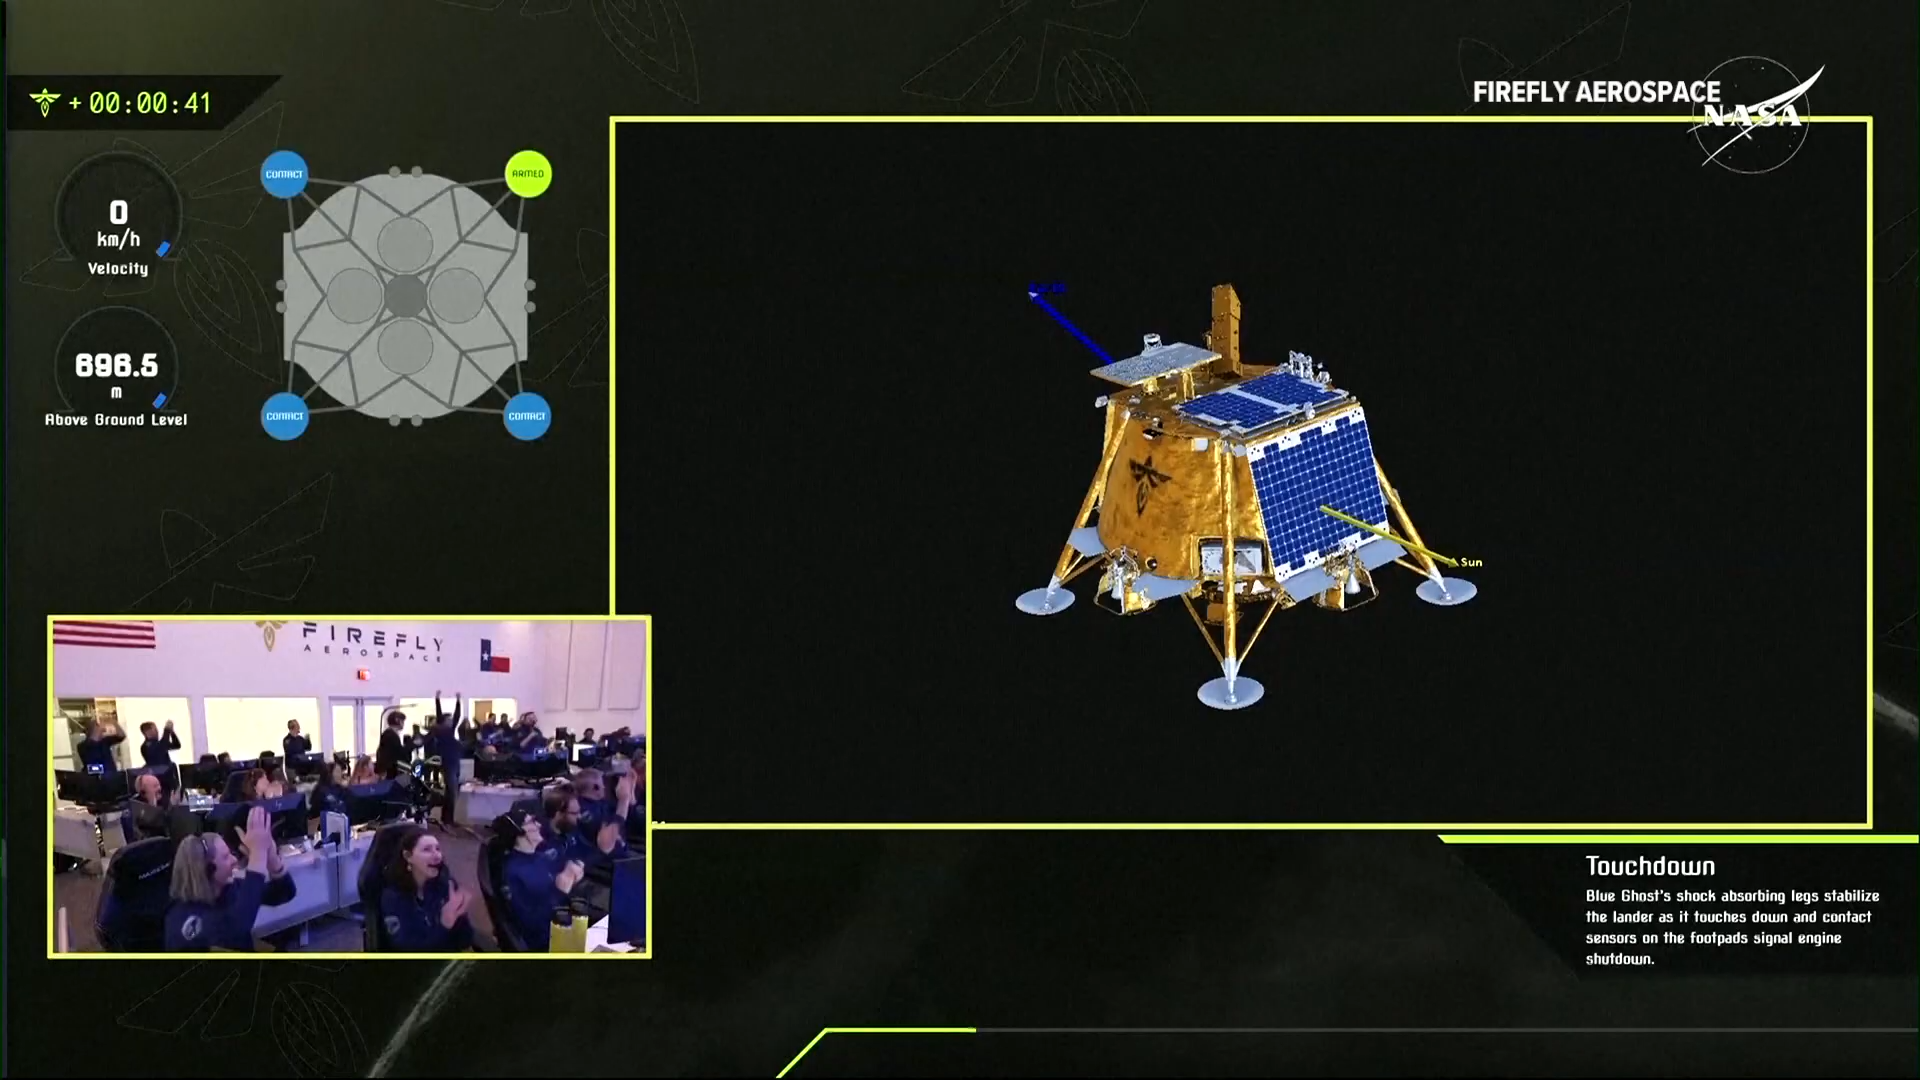 + 00:00:41
FIREFLY AEROSPACE
NASA
CONTACT
ARMED
0
km/h
Velocity
696.5
m
Above Ground Level
CONTACT
CONTACT
Sun
FIREFLY
AEROSPACE
Touchdown
Blue Ghost's shock absorbing legs stabilize
the lander as it touches down and contact
sensors on the footpads signal engine
shutdown.